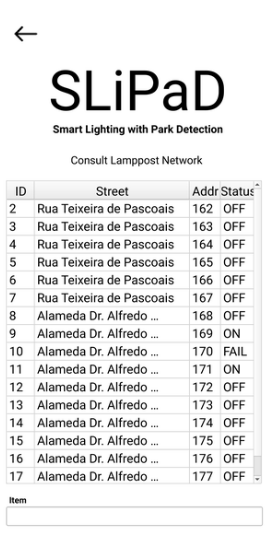 SLiPaD
Smart Lighting with Park Detection
Consult Lamppost Network
ID Street Addr Status
2 Rua Teixeira de Pascoais 162 OFF
3 Rua Teixeira de Pascoais 163 OFF
4 Rua Teixeira de Pascoais 164 OFF
5 Rua Teixeira de Pascoais 165 OFF
6 Rua Teixeira de Pascoais 166 OFF
7 Rua Teixeira de Pascoais 167 OFF
8 Alameda Dr. Alfredo ... 168 OFF
9 Alameda Dr. Alfredo ... 169 ON
10 Alameda Dr. Alfredo ... 170 FAIL
11 Alameda Dr. Alfredo ... 171 ON
12 Alameda Dr. Alfredo ... 172 OFF
13 Alameda Dr. Alfredo ... 173 OFF
14 Alameda Dr. Alfredo ... 174 OFF
15 Alameda Dr. Alfredo ... 175 OFF
16 Alameda Dr. Alfredo ... 176 OFF
17 Alameda Dr. Alfredo ... 177 OFF
Item